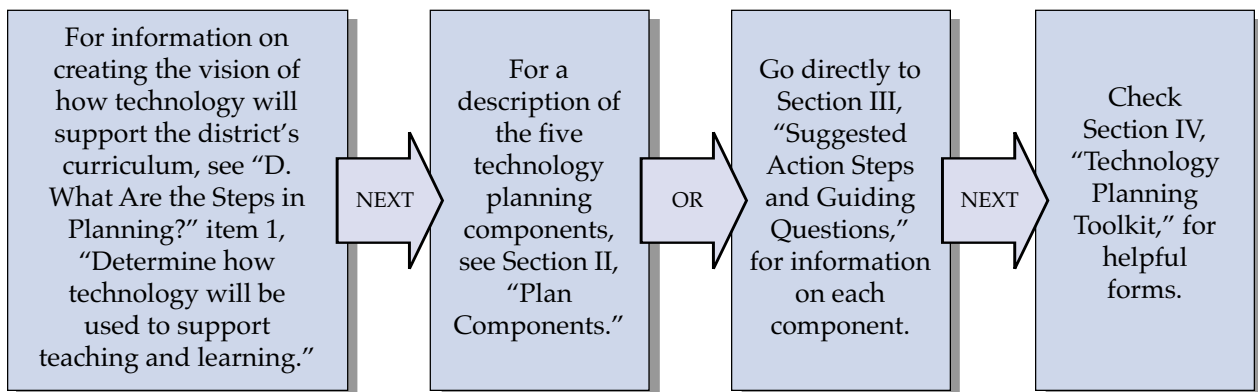 For information on
creating the vision of
how technology will
support the district’s
curriculum, see “D.
What Are the Steps in
Planning?” item 1,
“Determine how
technology will be
used to support
teaching and learning.”
NEXT
For a
description of
the five
technology
planning
components,
see Section II,
“Plan
Components.”
OR
Go directly to
Section III,
“Suggested
Action Steps
and Guiding
Questions,”
for information
on each
component.
NEXT
Check
Section IV,
“Technology
Planning
Toolkit,” for
helpful
forms.